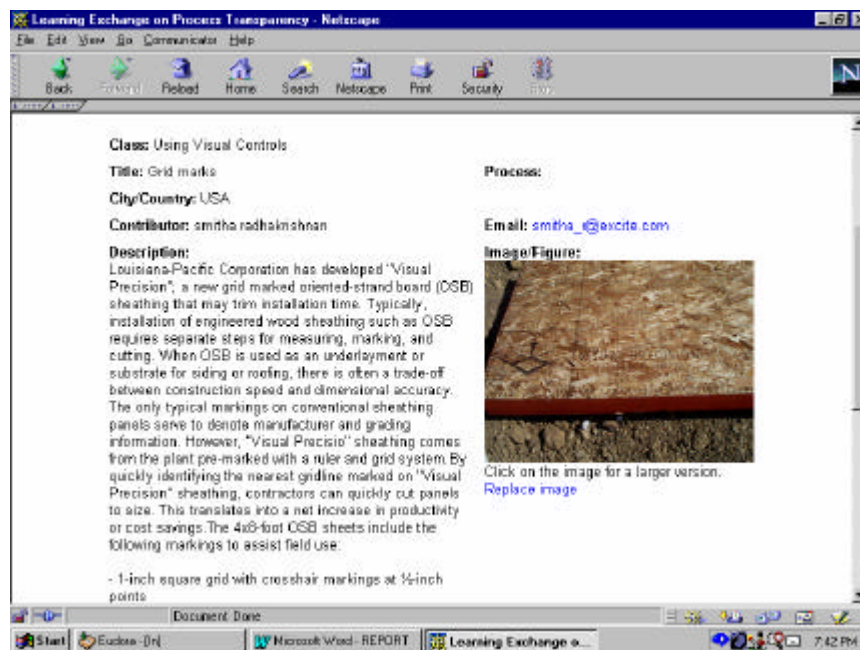 Learning Exchange on Process Transparency - Netscape
File Edit View Go Communicator Help
Back Forward Reload Home Search Netscape Print Security Stop
N
Class: Using Visual Controls
Title: Grid marks
Process:
City/Country: USA
Contributor: smitha radhakrishnan
Email: smitha_r@excite.com
Description:
Image/Figure:
Louisiana-Pacific Corporation has developed "Visual
Precision", a new grid marked oriented-strand board (OSB)
sheathing that may trim installation time. Typically,
installation of engineered wood sheathing such as OSB
requires separate steps for measuring, marking, and
cutting. When OSB is used as an underlayment or
substrate for siding or roofing, there is often a trade-off
between construction speed and dimensional accuracy.
The only typical markings on conventional sheathing
panels serve to denote manufacturer and grading
information. However, "Visual Precisio" sheathing comes
from the plant pre-marked with a ruler and grid system. By
quickly identifying the nearest gridline marked on "Visual
Precision" sheathing, contractors can quickly cut panels
to size. This translates into a net increase in productivity
or cost savings.The 4x8-foot OSB sheets include the
following markings to assist field use:
- 1-inch square grid with crosshair markings at ½-inch
points
Click on the image for a larger version.
Replace image
Document Done
Start Eudora - [In] Microsoft Word - REPORT Learning Exchange o... 7:42 PM